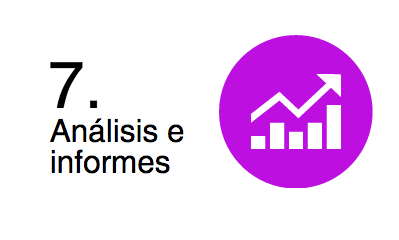 7.
Análisis e
informes